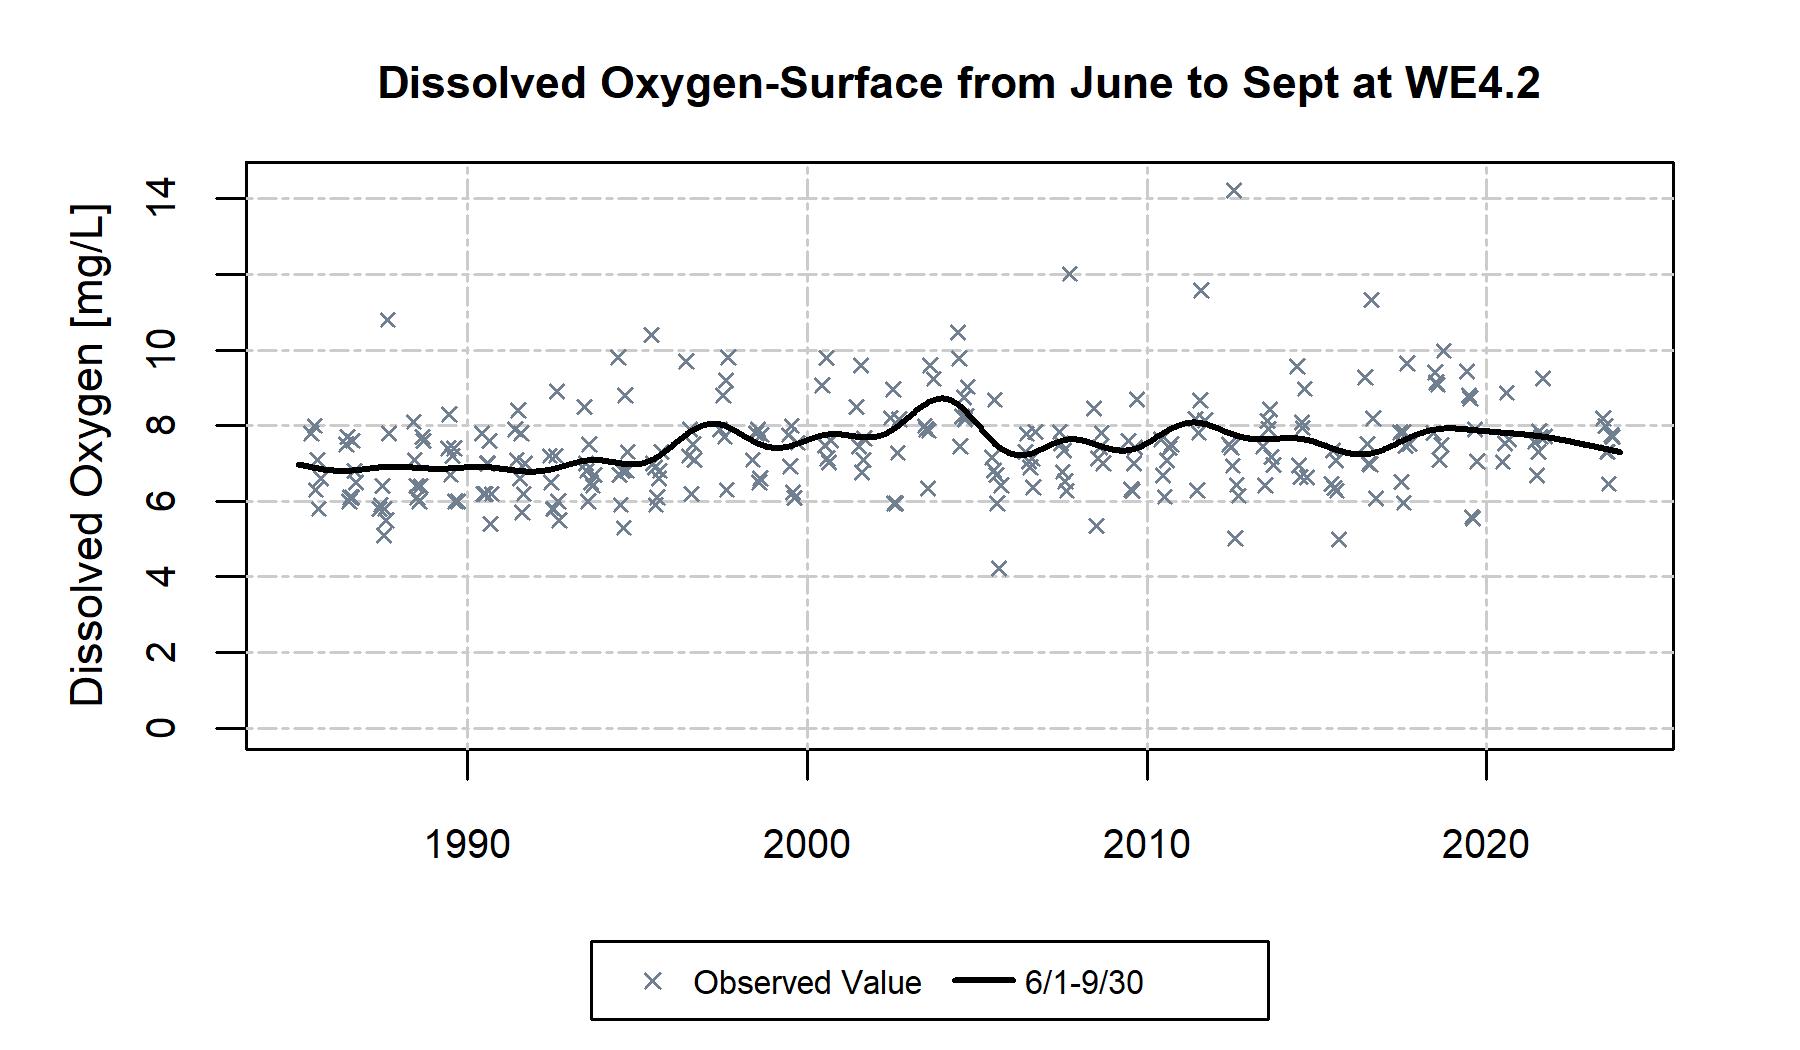 Dissolved Oxygen-Surface from June to Sept at WE4.2
Dissolved Oxygen [mg/L]
14
10
8
6
4
2
0
1990 2000 2010 2020
Observed Value 6/1-9/30